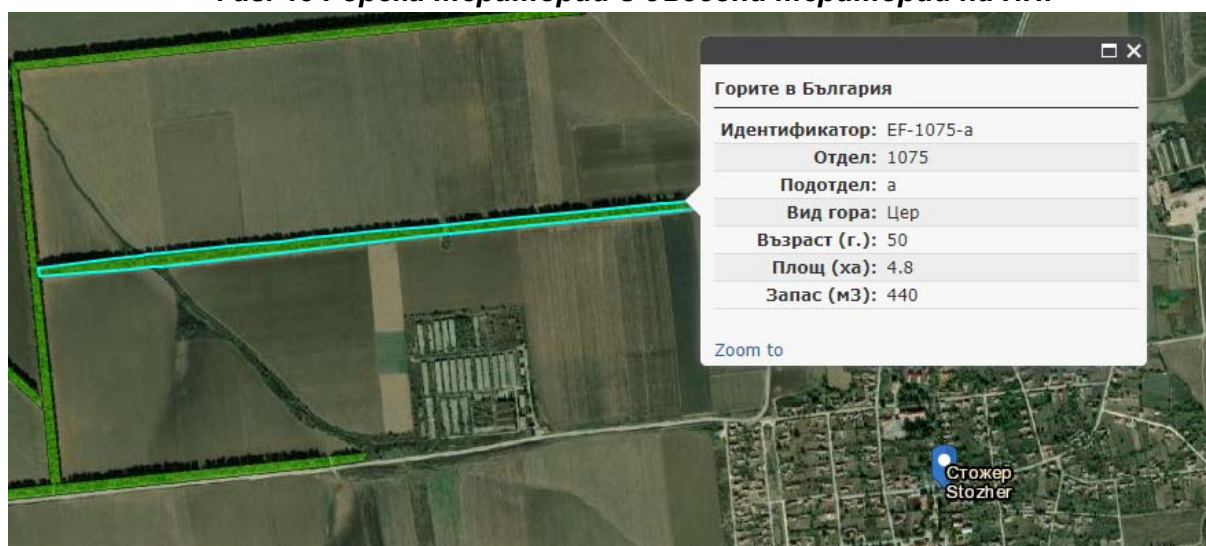 Горите в България
Идентификатор: EF-1075-a
Отдел: 1075
Подотдел: a
Вид гора: Цер
Възраст (г.): 50
Площ (ха): 4.8
Запас (м3): 440
Zoom to
Стожер
Stozher